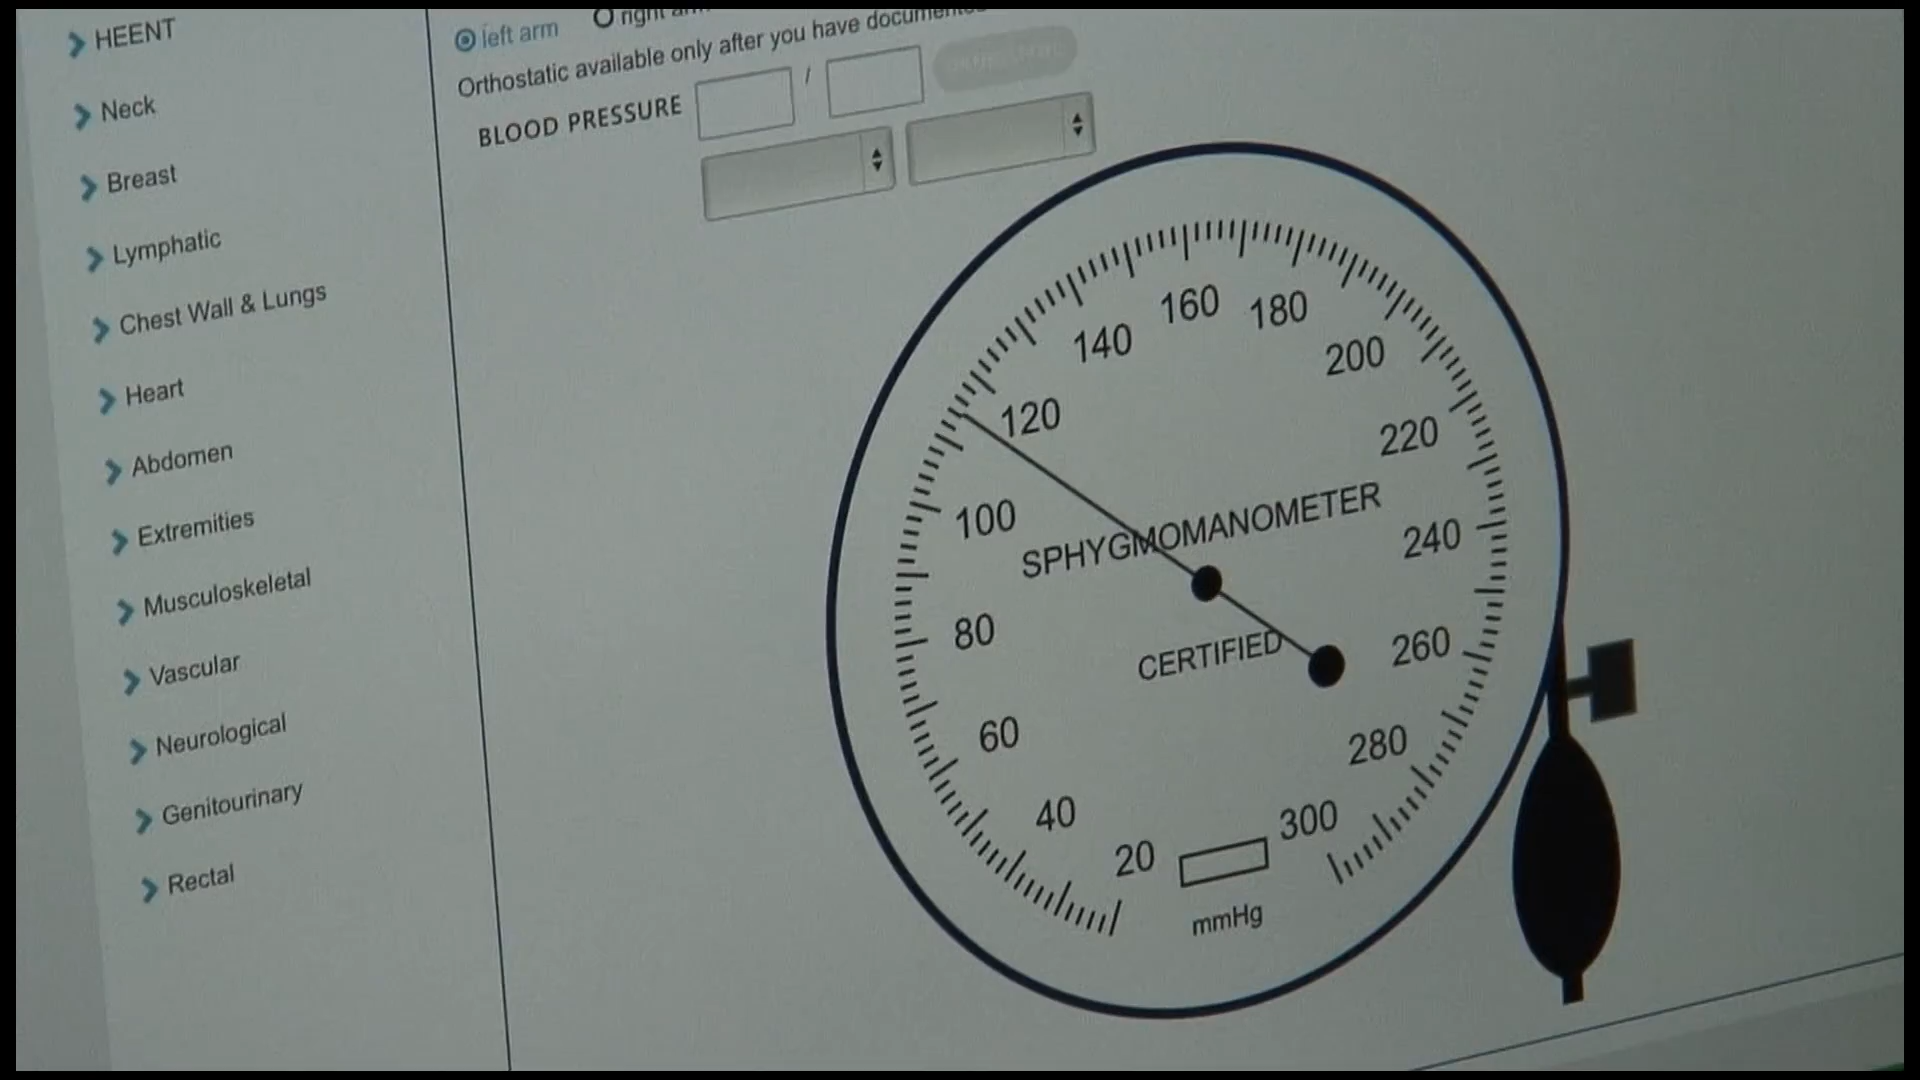 HEENT
Neck
Breast
Lymphatic
Chest Wall & Lungs
Heart
Abdomen
Extremities
Musculoskeletal
Vascular
Neurological
Genitourinary
Rectal
left arm
right
Orthostatic available only after you have
BLOOD PRESSURE / 
160
180
140
200
120
220
100
240
SPHYGMOMANOMETER
80
260
CERTIFIED
60
280
40
300
20
mmHg